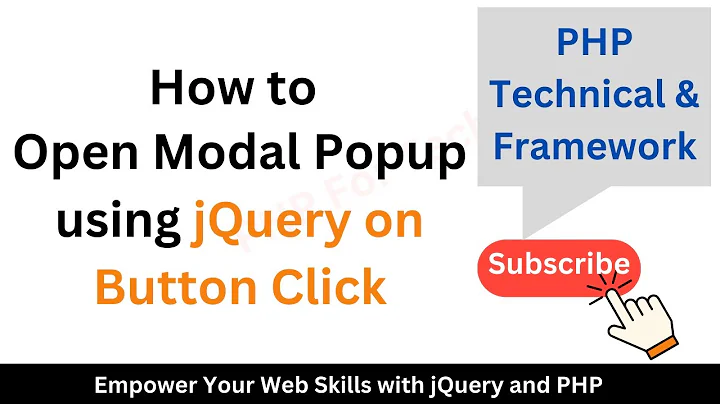 How to
Open Modal Popup
using jQuery on
Button Click
PHP
Technical &
Framework
Subscribe
Empower Your Web Skills with jQuery and PHP